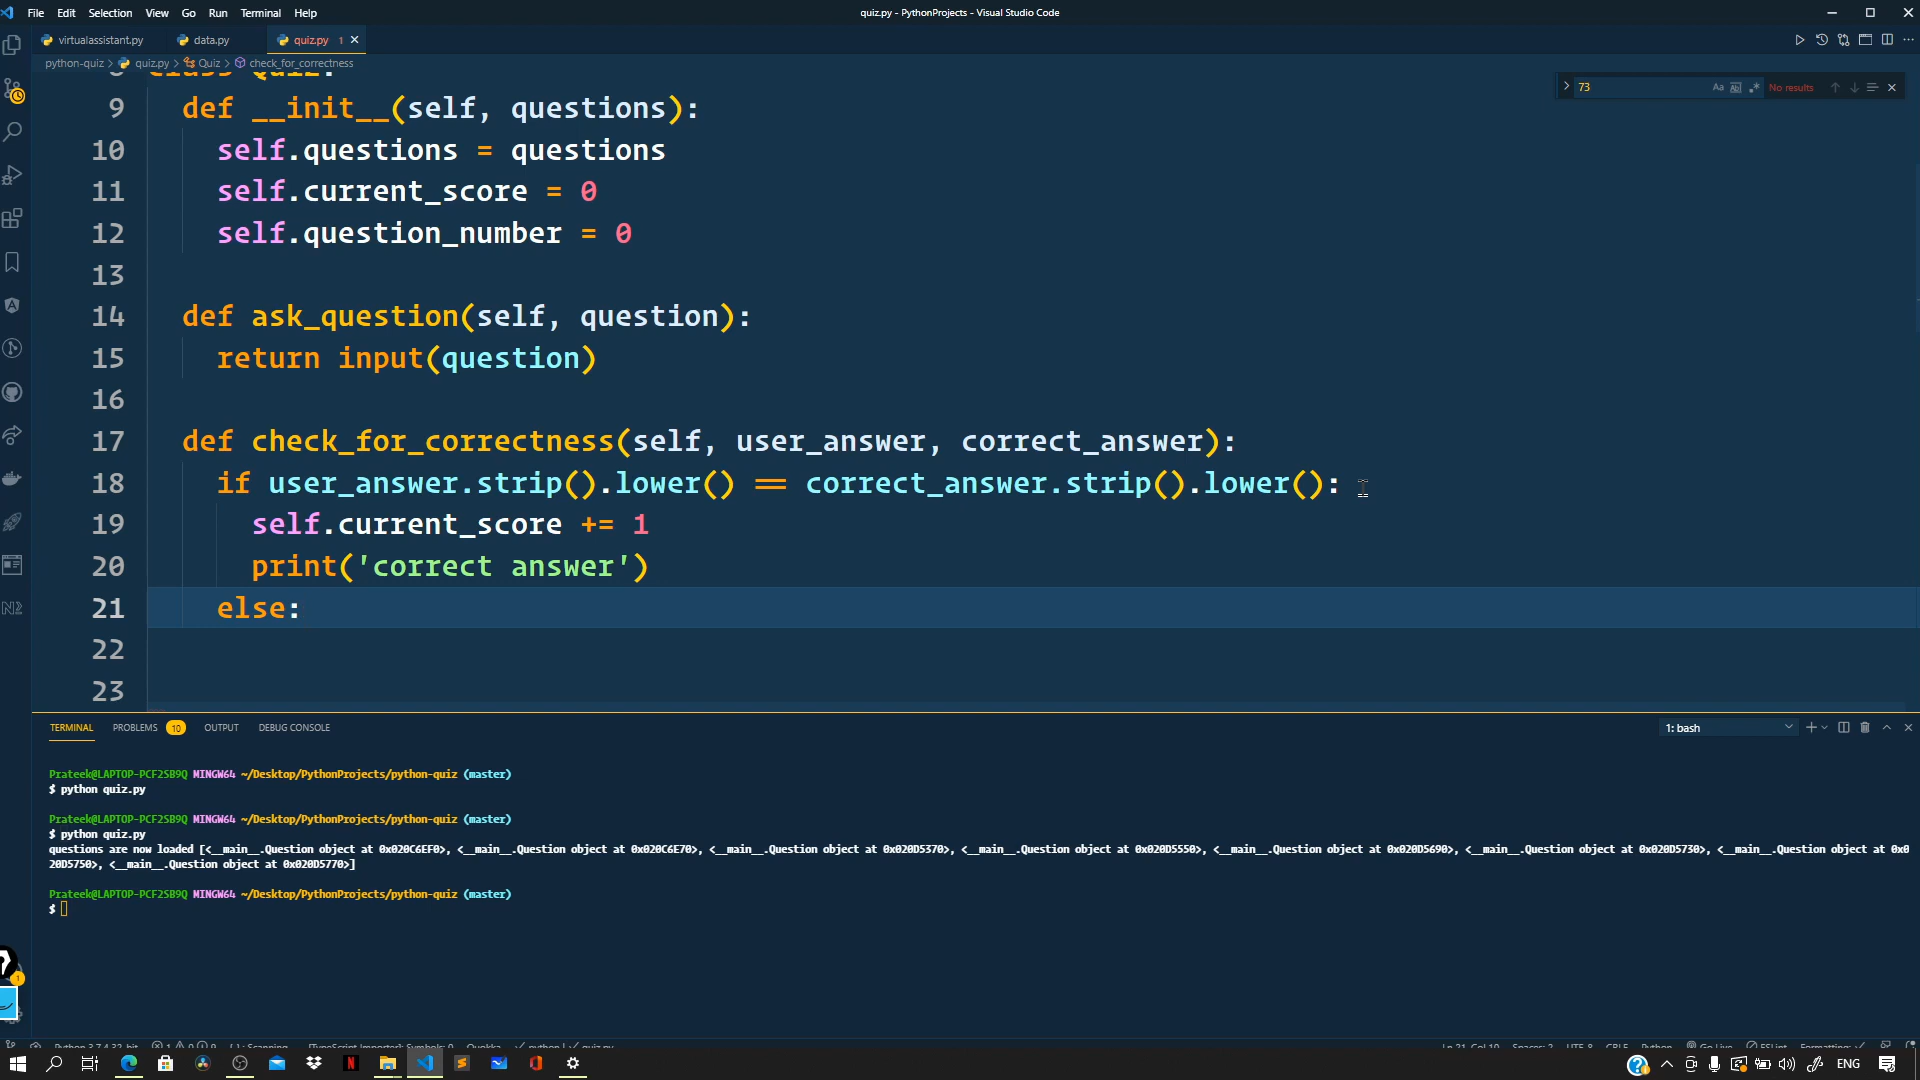 File Edit Selection View Go Run Terminal Help
quiz.py - PythonProjects - Visual Studio Code
virtualassistant.py data.py quiz.py 1
python-quiz > quiz.py > Quiz > check_for_correctness
73
Aa No results
8 class Quiz:
9 def __init__(self, questions):
10 self.questions = questions
11 self.current_score = 0
12 self.question_number = 0
13
14 def ask_question(self, question):
15 return input(question)
16
17 def check_for_correctness(self, user_answer, correct_answer):
18 if user_answer.strip().lower() == correct_answer.strip().lower():
19 self.current_score += 1
20 print('correct answer')
21 else:
22
23
TERMINAL PROBLEMS 10 OUTPUT DEBUG CONSOLE
1: bash
Prateek@LAPTOP-PCF2SB9Q MINGW64 ~/Desktop/PythonProjects/python-quiz (master)
$ python quiz.py
Prateek@LAPTOP-PCF2SB9Q MINGW64 ~/Desktop/PythonProjects/python-quiz (master)
$ python quiz.py
questions are now loaded [<__main__.Question object at 0x020C6EF0>, <__main__.Question object at 0x020C6E70>, <__main__.Question object at 0x020D5370>, <__main__.Question object at 0x020D5550>, <__main__.Question object at 0x020D5690>, <__main__.Question object at 0x020D5730>, <__main__.Question object at 0x0
20D5750>, <__main__.Question object at 0x020D5770>]
Prateek@LAPTOP-PCF2SB9Q MINGW64 ~/Desktop/PythonProjects/python-quiz (master)
$
ENG